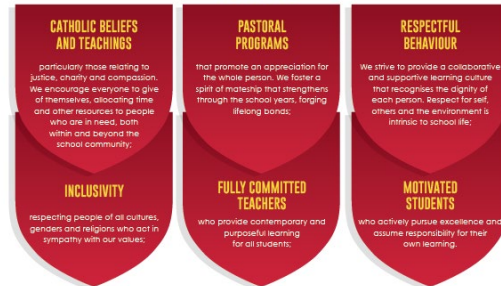 CATHOLIC BELIEFS
AND TEACHINGS
particularly those relating to
justice, charity and compassion.
We encourage everyone to give
of themselves, allocating time
and other resources to people
who are in need, both
within and beyond the
school community;
PASTORAL
PROGRAMS
that promote an appreciation for
the whole person. We foster a
spirit of mateship that strengthens
through the school years, forging
lifelong bonds;
RESPECTFUL
BEHAVIOUR
We strive to provide a collaborative
and supportive learning culture
that recognises the dignity of
each person. Respect for self,
others and the environment is
intrinsic to school life;
INCLUSIVITY
respecting people of all cultures,
genders and religions who act in
sympathy with our values;
FULLY COMMITTED
TEACHERS
who provide contemporary and
purposeful learning
for all students;
MOTIVATED
STUDENTS
who actively pursue excellence and
assume responsibility for their
own learning.